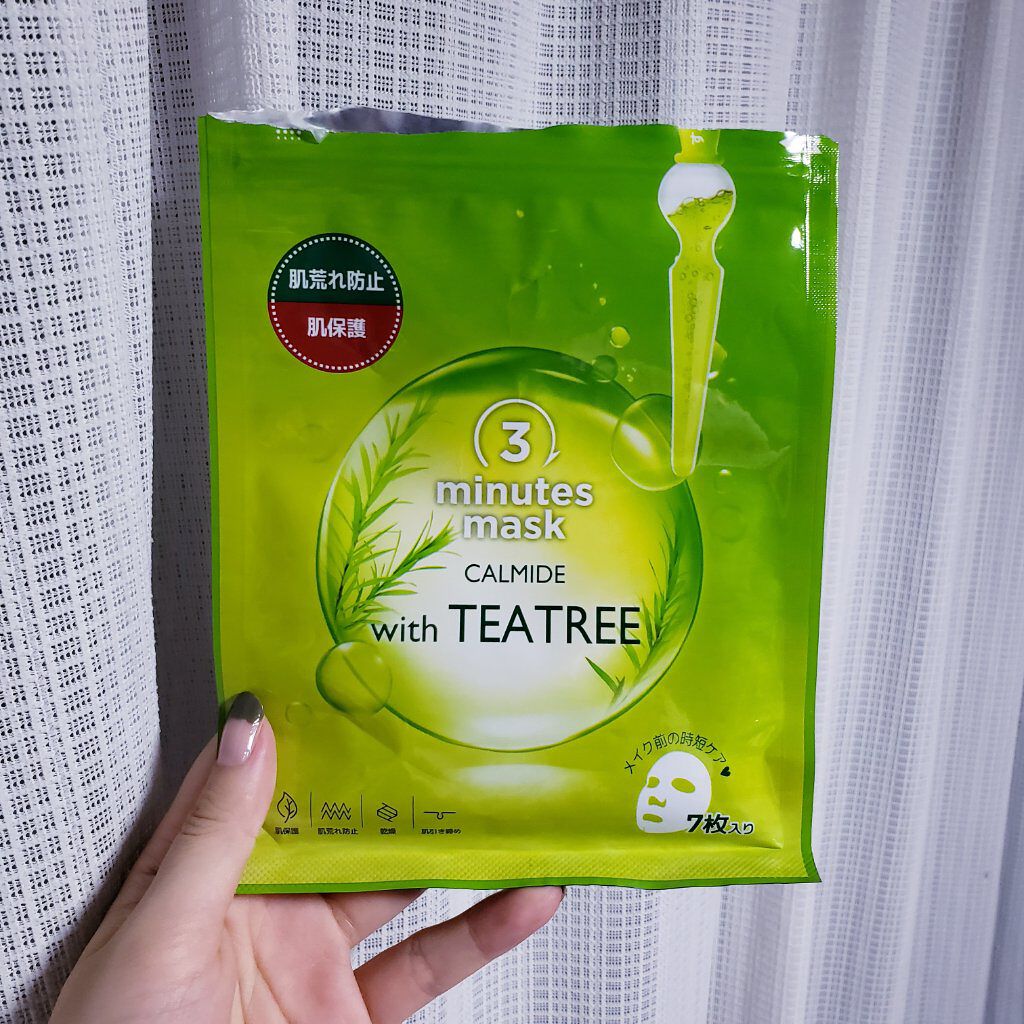 肌荒れ防止
肌保護
3
minutes
mask
CALMIDE
with TEATREE
メイク前の時短ケア
7枚入り
肌保護
肌荒れ防止
乾燥
肌引き締め